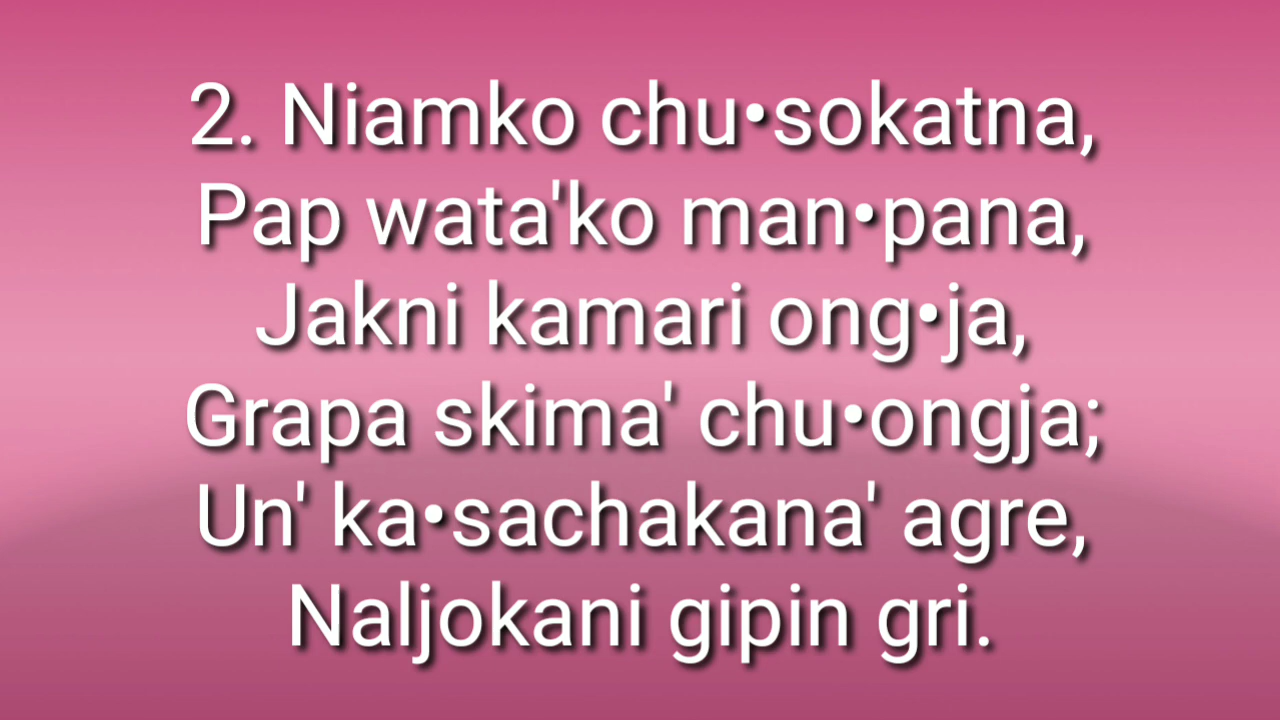 2. Niamko chu•sokatna,
Pap wata'ko man•pana,
Jakni kamari ong•ja,
Grapa skima' chu•ongja;
Un' ka•sachakana' agre,
Naljokani gipin gri.